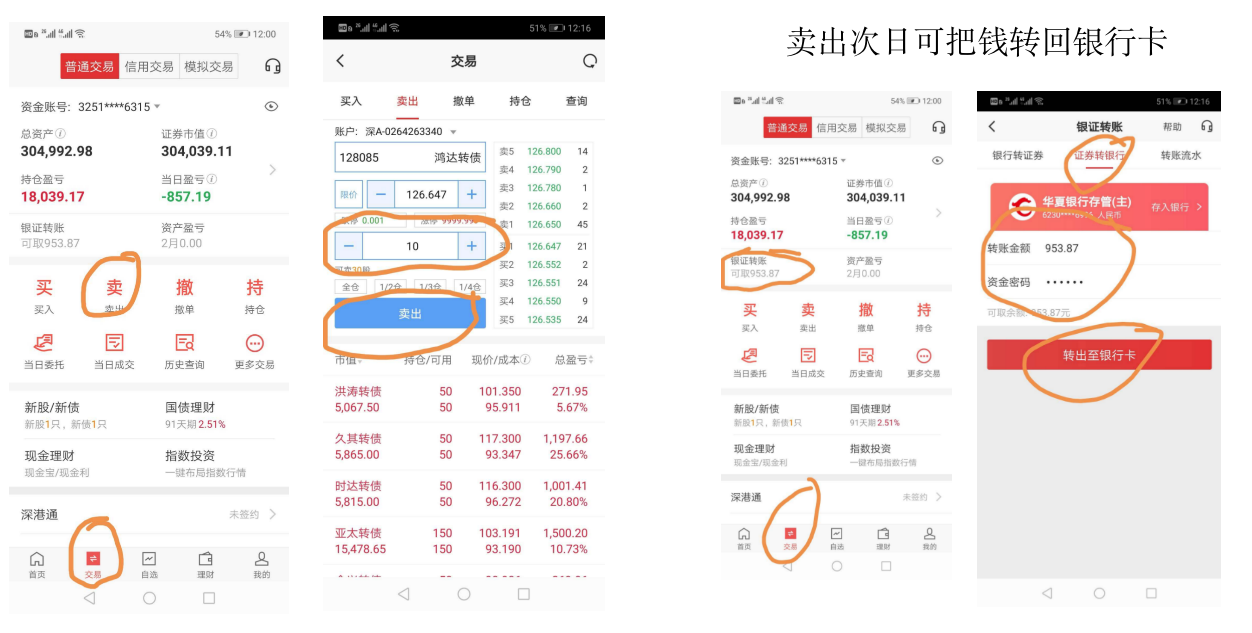 卖出次日可把钱转回银行卡
54% 12:00
普通交易 信用交易 模拟交易
资金账号: 3251****6315
总资产 证券市值
304,992.98 304,039.11
持仓盈亏 当日盈亏
18,039.17 -857.19
银证转账 资产盈亏
可取953.87 2月0.00
买 卖 撤 持
买入 卖出 撤单 持仓
当日委托 当日成交 历史查询 更多交易
新股/新债 国债理财
新股1只，新债1只 91天期 2.51%
现金理财 指数投资
现金宝/现金利 一键布局指数行情
深港通 未签约
首页 交易 自选 理财 我的
51% 12:16
交易
买入 卖出 撤单 持仓 查询
账户: 深A-0264263340
128085 鸿达转债
限价 126.647
跌停 0.001 涨停 9999.999
10
可卖30股
全仓 1/2仓 1/3仓 1/4仓
卖出
卖5 126.800 14
卖4 126.790 2
卖3 126.780 1
卖2 126.660 2
卖1 126.650 45
买1 126.647 21
买2 126.552 2
买3 126.551 24
买4 126.550 9
买5 126.535 24
市值 持仓/可用 现价/成本 总盈亏
洪涛转债 50 101.350 271.95
5,067.50 50 95.911 5.67%
久其转债 50 117.300 1,197.66
5,865.00 50 93.347 25.66%
时达转债 50 116.300 1,001.41
5,815.00 50 96.272 20.80%
亚太转债 150 103.191 1,500.20
15,478.65 150 93.190 10.73%
54% 12:00
普通交易 信用交易 模拟交易
资金账号: 3251****6315
总资产 证券市值
304,992.98 304,039.11
持仓盈亏 当日盈亏
18,039.17 -857.19
银证转账 资产盈亏
可取953.87 2月0.00
买 卖 撤 持
买入 卖出 撤单 持仓
当日委托 当日成交 历史查询 更多交易
新股/新债 国债理财
新股1只，新债1只 91天期 2.51%
现金理财 指数投资
现金宝/现金利 一键布局指数行情
深港通 未签约
首页 交易 自选 理财 我的
51% 12:16
银证转账 帮助
银行转证券 证券转银行 转账流水
华夏银行存管(主) 存入银行
人民币
转账金额 953.87
资金密码 ••••••
可取余额: 953.87元
转出至银行卡